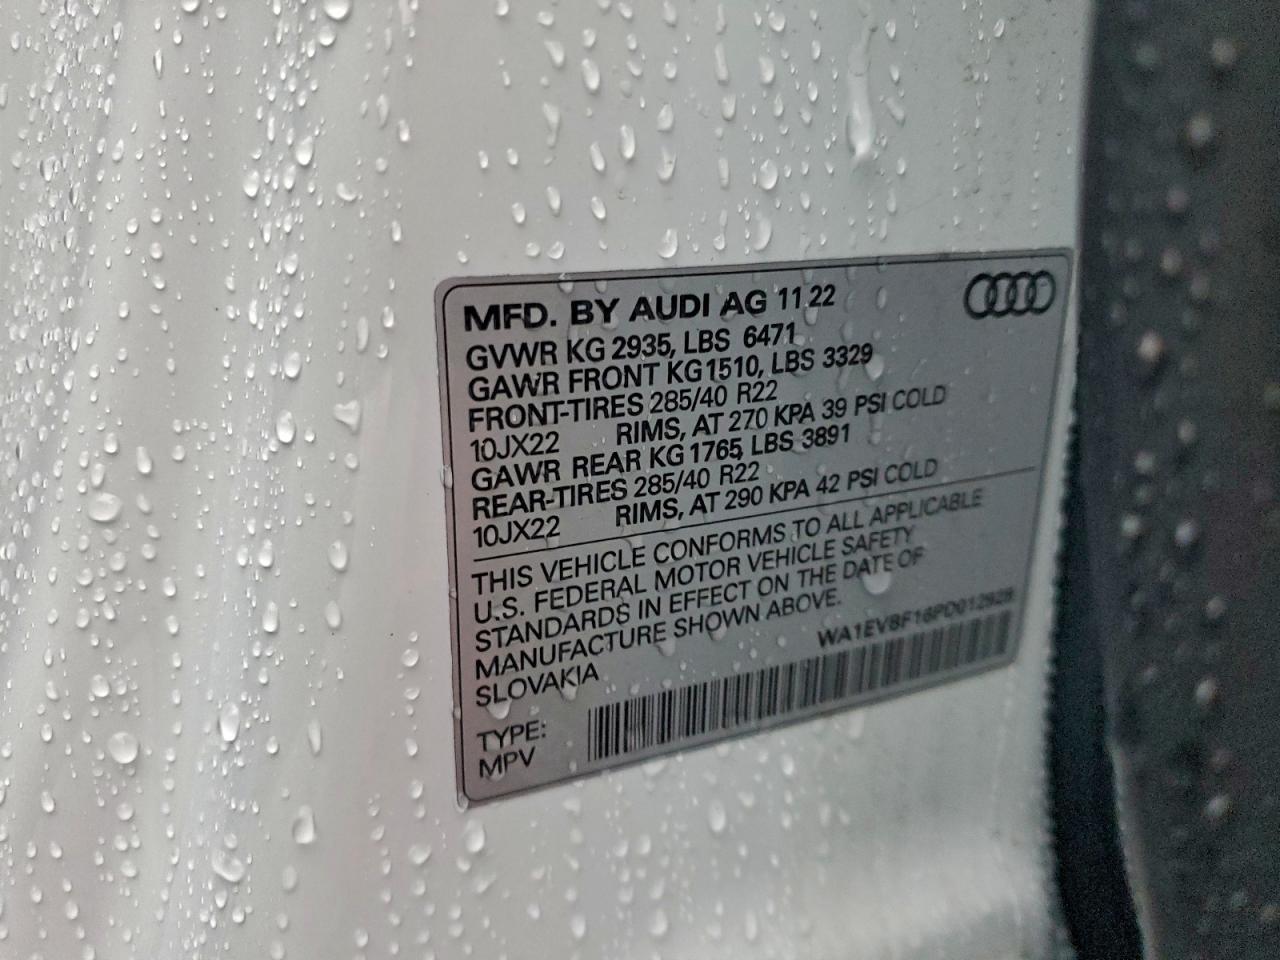 MFD. BY AUDI AG 11 22
GVWR KG 2935, LBS 6471
GAWR FRONT KG 1510, LBS 3329
FRONT-TIRES 285/40 R22
10JX22 RIMS, AT 270 KPA 39 PSI COLD
GAWR REAR KG 1765, LBS 3891
REAR-TIRES 285/40 R22
10JX22 RIMS, AT 290 KPA 42 PSI COLD
THIS VEHICLE CONFORMS TO ALL APPLICABLE
U.S. FEDERAL MOTOR VEHICLE SAFETY
STANDARDS IN EFFECT ON THE DATE OF
MANUFACTURE SHOWN ABOVE.
SLOVAKIA
TYPE:
MPV